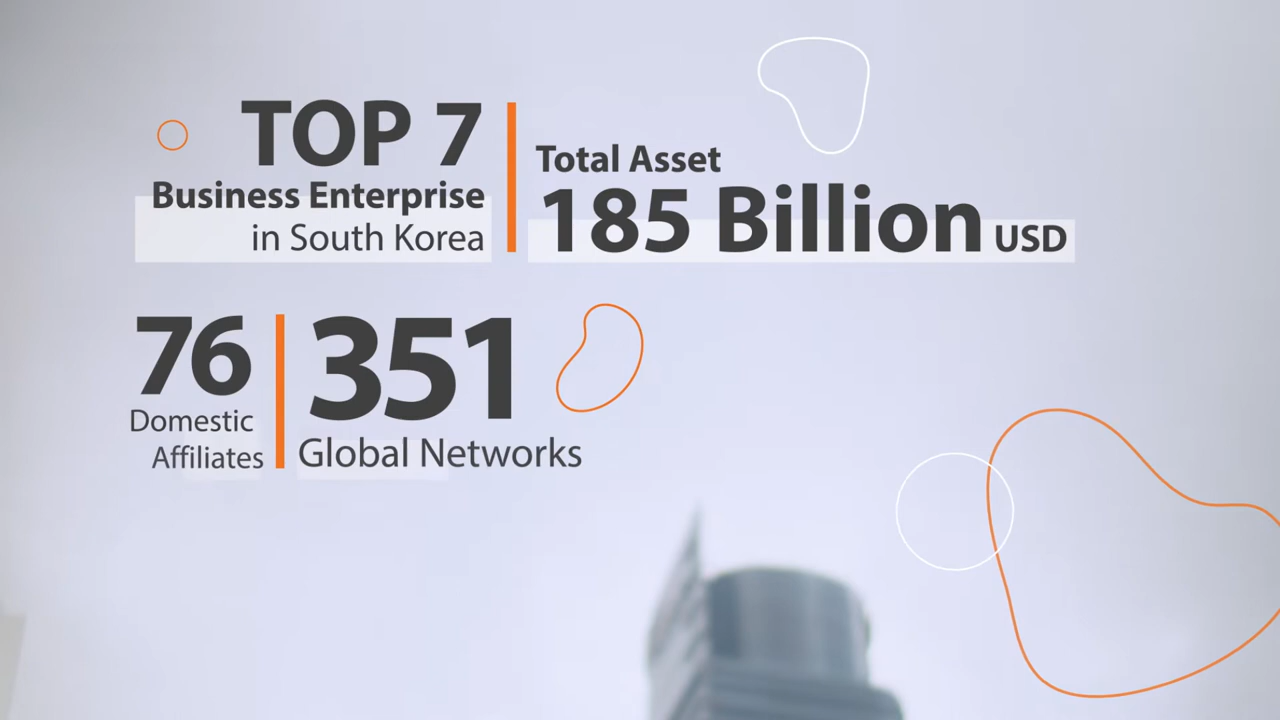 TOP 7
Business Enterprise
in South Korea
Total Asset
185 Billion USD
76
Domestic
Affiliates
351
Global Networks